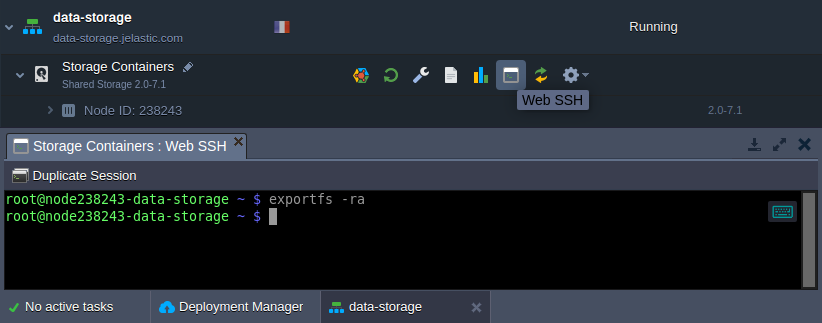 data-storage
data-storage.jelastic.com
Running
Storage Containers
Shared Storage 2.0-7.1
Web SSH
Node ID: 238243
2.0-7.1
Storage Containers : Web SSH
Duplicate Session
root@node238243-data-storage ~ $ exportfs -ra
root@node238243-data-storage ~ $
No active tasks
Deployment Manager
data-storage